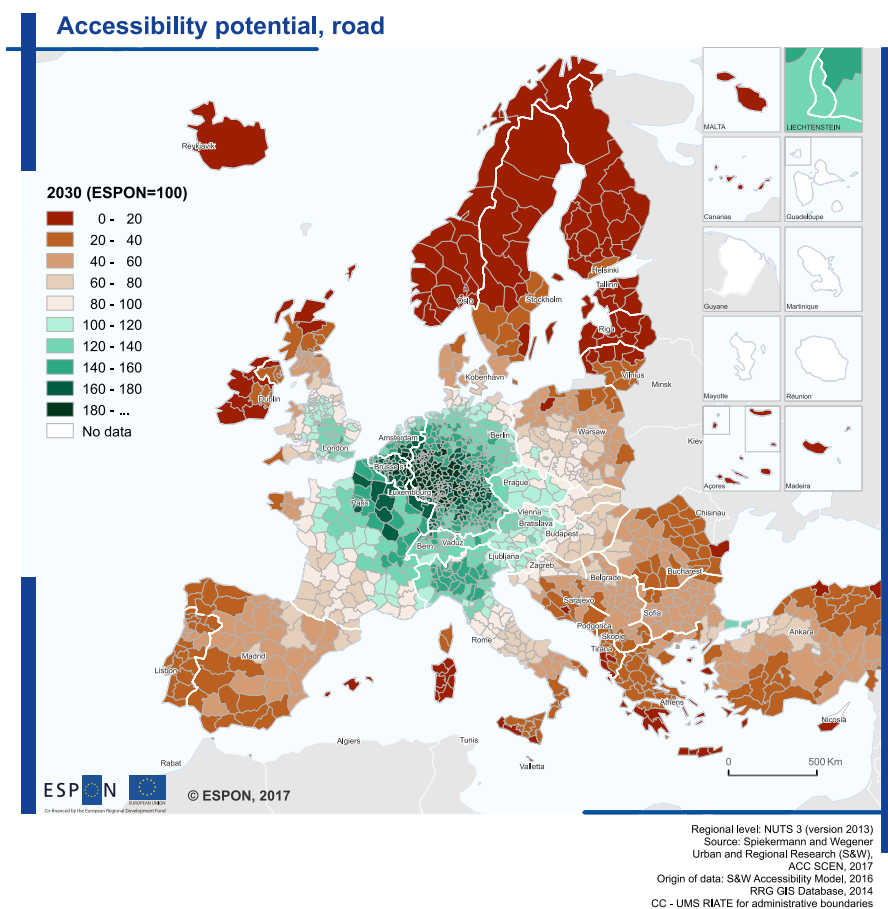 Accessibility potential, road
2030 (ESPON=100)
0 - 20
20 - 40
40 - 60
60 - 80
80 - 100
100 - 120
120 - 140
140 - 160
160 - 180
180 - ...
No data
Reykjavik
MALTA
LIECHTENSTEIN
Canarias
Guadeloupe
Guyane
Martinique
Mayotte
Réunion
Açores
Madeira
Oslo
Helsinki
Tallinn
Stockholm
Riga
Vilnius
Minsk
København
Dublin
London
Amsterdam
Berlin
Warsaw
Kiev
Brussels
Luxembourg
Paris
Prague
Vienna
Bratislava
Budapest
Chisinau
Bern
Vaduz
Ljubljana
Zagreb
Belgrade
Bucharest
Sarajevo
Sofia
Podgorica
Skopje
Tirana
Rome
Ankara
Madrid
Lisbon
Athens
Nicosia
Algiers
Tunis
Rabat
Valletta
0 500 Km
ESPON
EUROPEAN UNION
Co-financed by the European Regional Development Fund
© ESPON, 2017
Regional level: NUTS 3 (version 2013)
Source: Spiekermann and Wegener
Urban and Regional Research (S&W),
ACC SCEN, 2017
Origin of data: S&W Accessibility Model, 2016
RRG GIS Database, 2014
CC - UMS RIATE for administrative boundaries